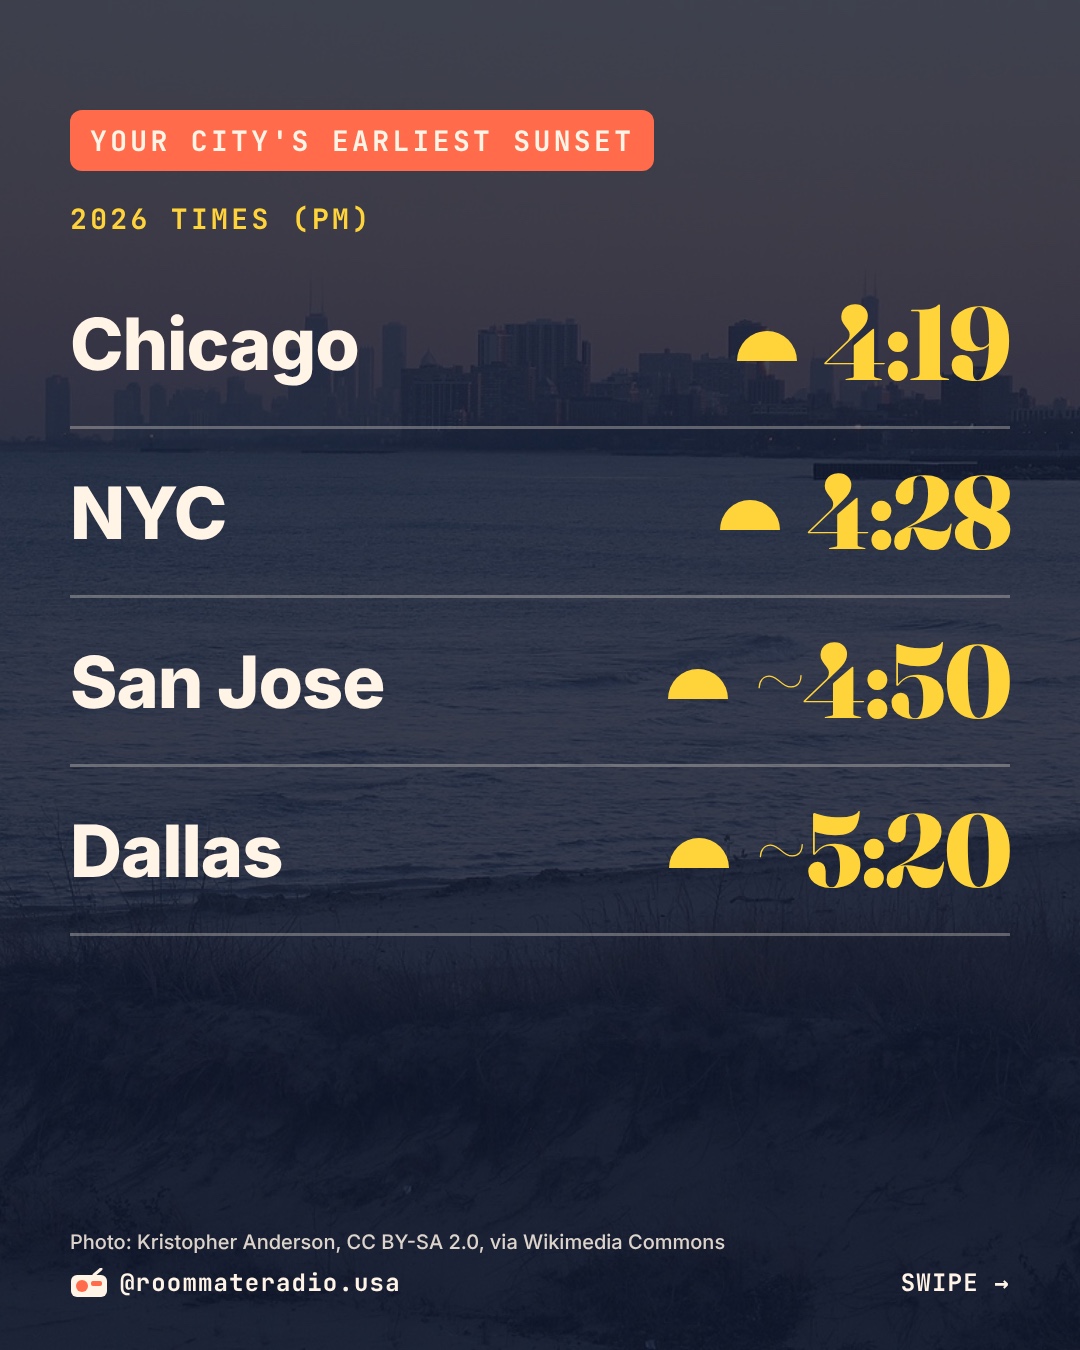 YOUR CITY'S EARLIEST SUNSET
2026 TIMES (PM)
Chicago 4:19
NYC 4:28
San Jose ~4:50
Dallas ~5:20
Photo: Kristopher Anderson, CC BY-SA 2.0, via Wikimedia Commons
@roommateradio.usa SWIPE →